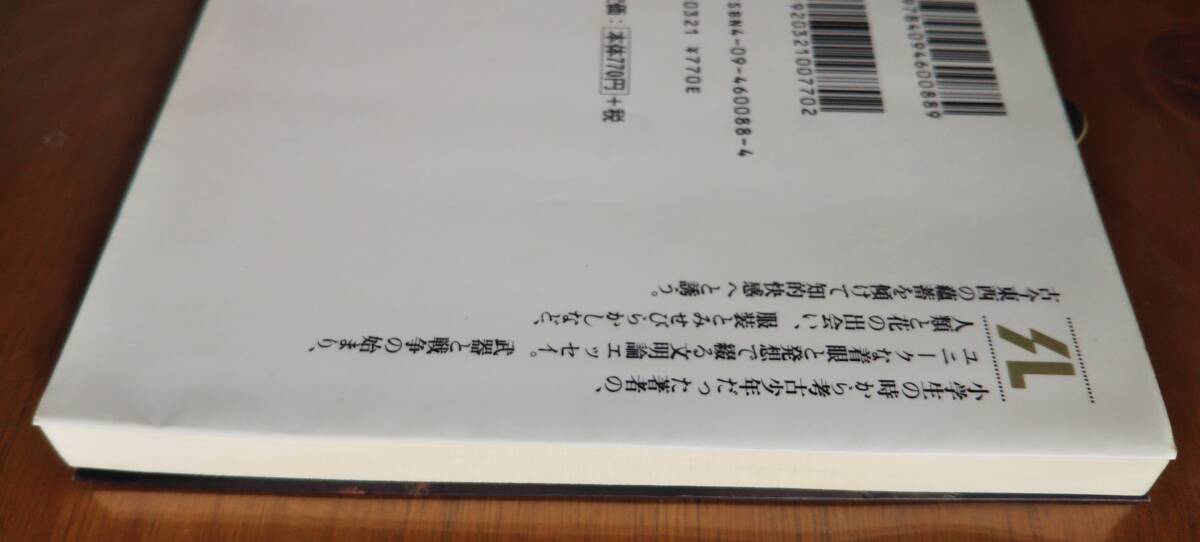 SL
小学生の時から考古少年だった著者の、
ユニークな着眼と発想で綴る文明論エッセイ。武器と戦争の始まり、
人類と花の出会い、服装とみせびらかしなど、
古今東西の蘊蓄を傾けて知的快感へと誘う。
9784094600889
920321007702
SBN4-09-460088-4
0321 ¥770E
価：本体770円+税